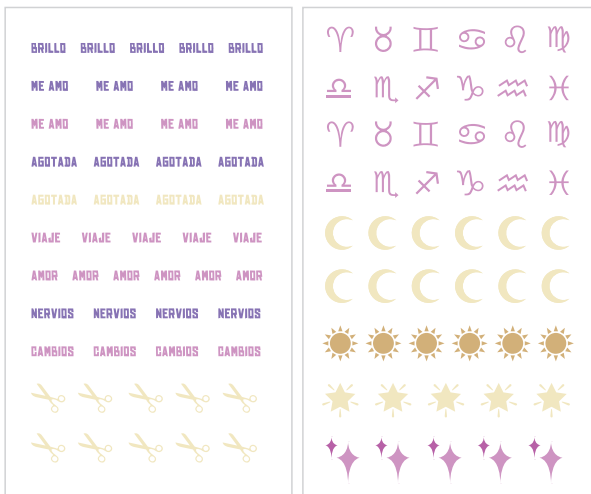 BRILLO BRILLO BRILLO BRILLO BRILLO
ME AMO ME AMO ME AMO ME AMO
ME AMO ME AMO ME AMO ME AMO
AGOTADA AGOTADA AGOTADA AGOTADA
AGOTADA AGOTADA AGOTADA AGOTADA
VIAJE VIAJE VIAJE VIAJE VIAJE
AMOR AMOR AMOR AMOR AMOR AMOR
NERVIOS NERVIOS NERVIOS NERVIOS
CAMBIOS CAMBIOS CAMBIOS CAMBIOS